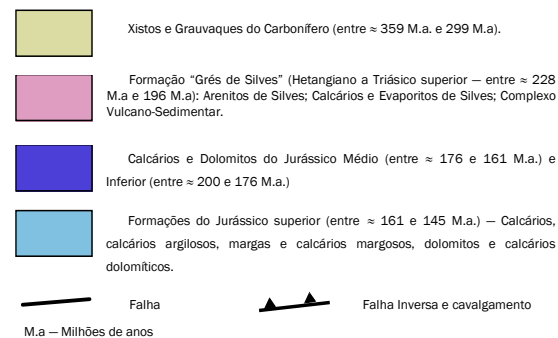 Xistos e Grauvaques do Carbonífero (entre ≈ 359 M.a. e 299 M.a).
Formação “Grés de Silves” (Hetangiano a Triásico superior — entre ≈ 228
M.a e 196 M.a): Arenitos de Silves; Calcários e Evaporitos de Silves; Complexo
Vulcano-Sedimentar.
Calcários e Dolomitos do Jurássico Médio (entre ≈ 176 e 161 M.a.) e
Inferior (entre ≈ 200 e 176 M.a.)
Formações do Jurássico superior (entre ≈ 161 e 145 M.a.) — Calcários,
calcários argilosos, margas e calcários margosos, dolomitos e calcários
dolomíticos.
Falha
Falha Inversa e cavalgamento
M.a — Milhões de anos